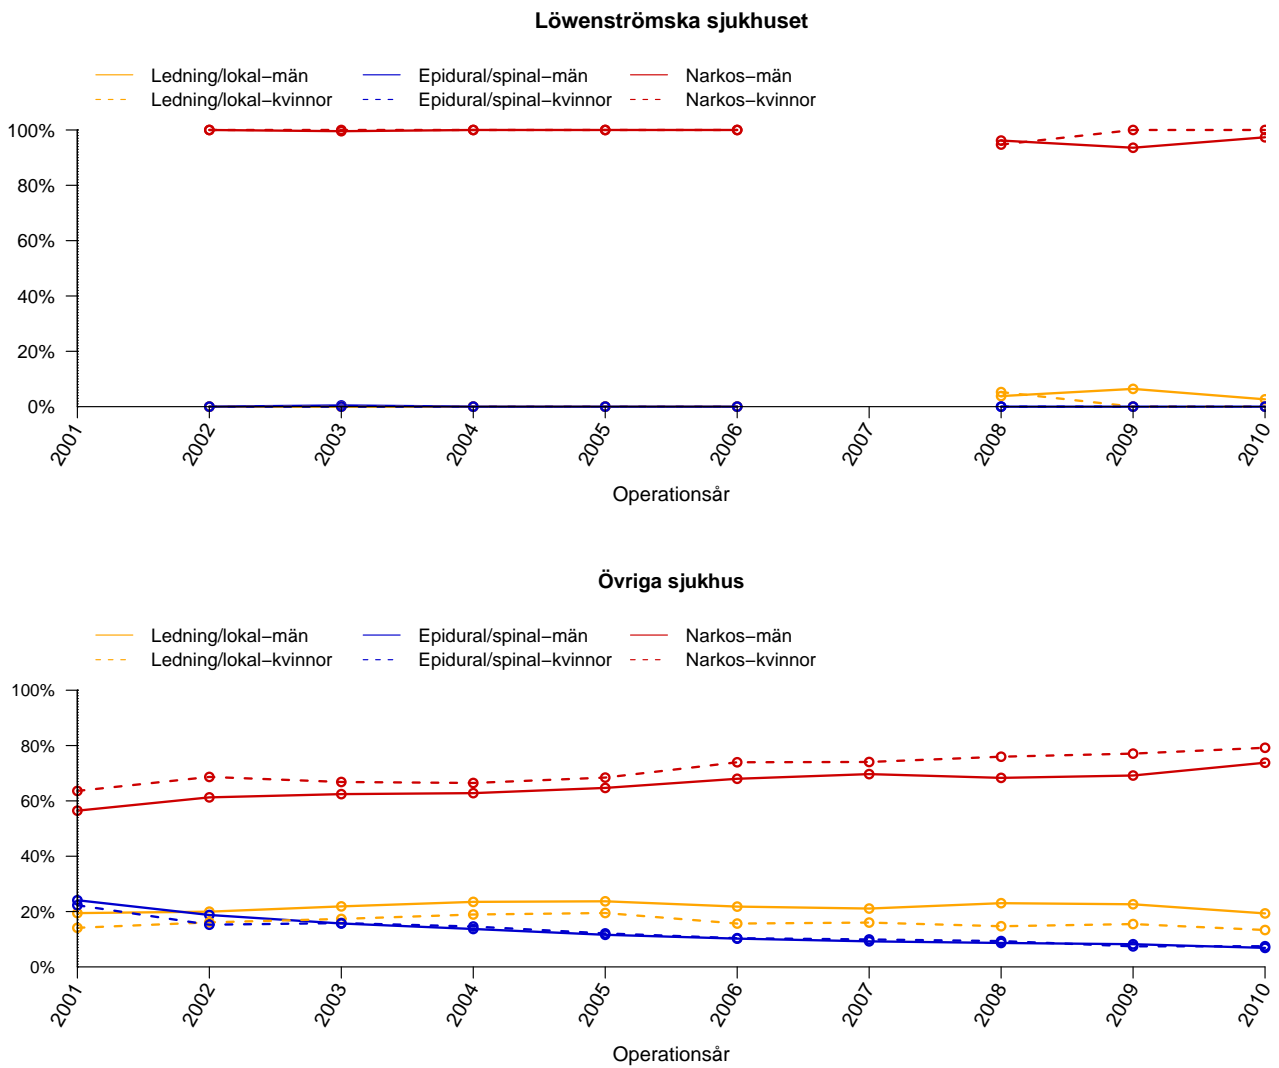 Löwenströmska sjukhuset
Ledning/lokal−män Epidural/spinal−män Narkos−män
Ledning/lokal−kvinnor Epidural/spinal−kvinnor Narkos−kvinnor
100%
80%
60%
40%
20%
0%
2001 2002 2003 2004 2005 2006 2007 2008 2009 2010
Operationsår
Övriga sjukhus
Ledning/lokal−män Epidural/spinal−män Narkos−män
Ledning/lokal−kvinnor Epidural/spinal−kvinnor Narkos−kvinnor
100%
80%
60%
40%
20%
0%
2001 2002 2003 2004 2005 2006 2007 2008 2009 2010
Operationsår